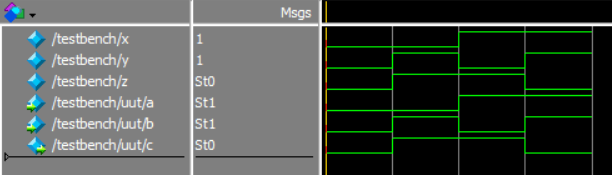 Msgs
/testbench/x 1
/testbench/y 1
/testbench/z St0
/testbench/uut/a St1
/testbench/uut/b St1
/testbench/uut/c St0